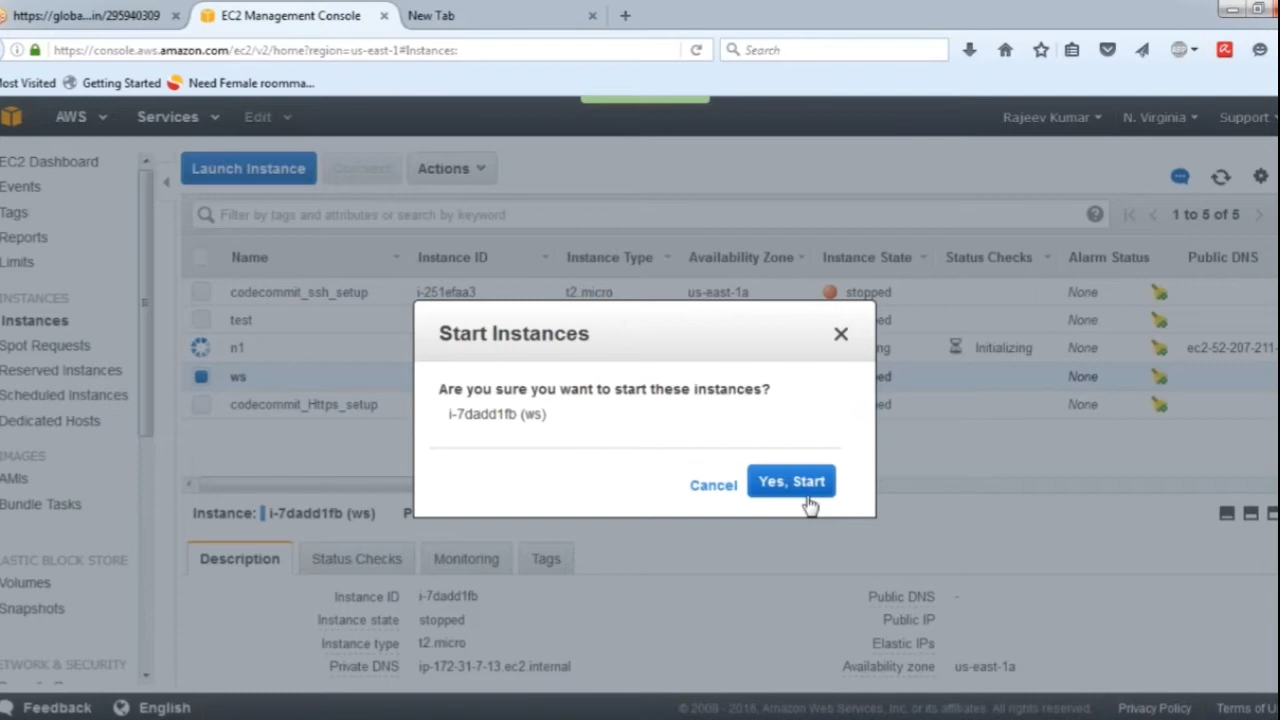 https://globa...in/295940309
EC2 Management Console
New Tab
https://console.aws.amazon.com/ec2/v2/home?region=us-east-1#Instances:
Search
ost Visited
Getting Started
Need Female roomma...
AWS
Services
Edit
Rajeev Kumar
N. Virginia
Support
EC2 Dashboard
Events
Tags
Reports
Limits
INSTANCES
Instances
Spot Requests
Reserved Instances
Scheduled Instances
Dedicated Hosts
IMAGES
AMIs
Bundle Tasks
ASTIC BLOCK STORE
Volumes
Snapshots
ETWORK & SECURITY
Launch Instance
Connect
Actions
Filter by tags and attributes or search by keyword
1 to 5 of 5
Name Instance ID Instance Type Availability Zone Instance State Status Checks Alarm Status Public DNS
codecommit_ssh_setup i-251efaa3 t2.micro us-east-1a stopped None
test ed None
n1 ng Initializing None ec2-52-207-211-
ws ed None
codecommit_Https_setup ed None
Start Instances
Are you sure you want to start these instances?
i-7dadd1fb (ws)
Cancel
Yes, Start
Instance: i-7dadd1fb (ws) P
Description
Status Checks
Monitoring
Tags
Instance ID i-7dadd1fb
Instance state stopped
Instance type t2.micro
Private DNS ip-172-31-7-13.ec2.internal
Public DNS -
Public IP
Elastic IPs
Availability zone us-east-1a
Feedback
English
© 2008 - 2016, Amazon Web Services, Inc. or its affiliates. All rights reserved.
Privacy Policy
Terms of U